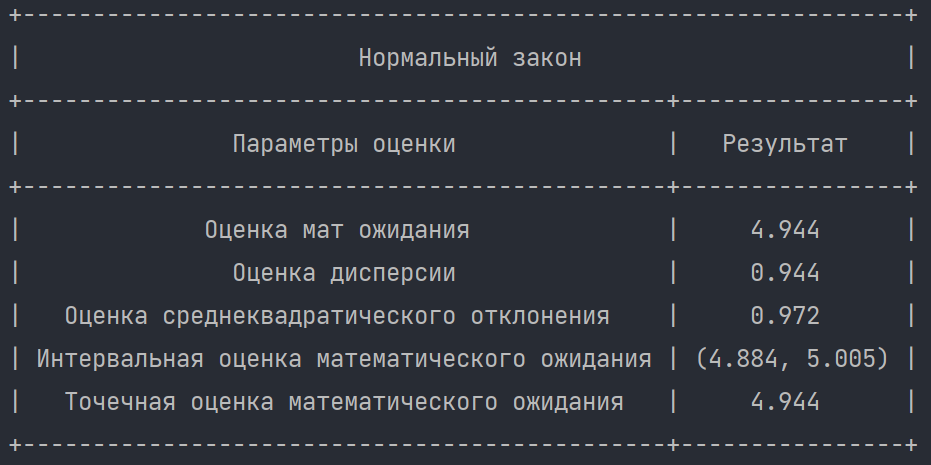 Нормальный закон
Параметры оценки | Результат
Оценка мат ожидания | 4.944
Оценка дисперсии | 0.944
Оценка среднеквадратического отклонения | 0.972
Интервальная оценка математического ожидания | (4.884, 5.005)
Точечная оценка математического ожидания | 4.944